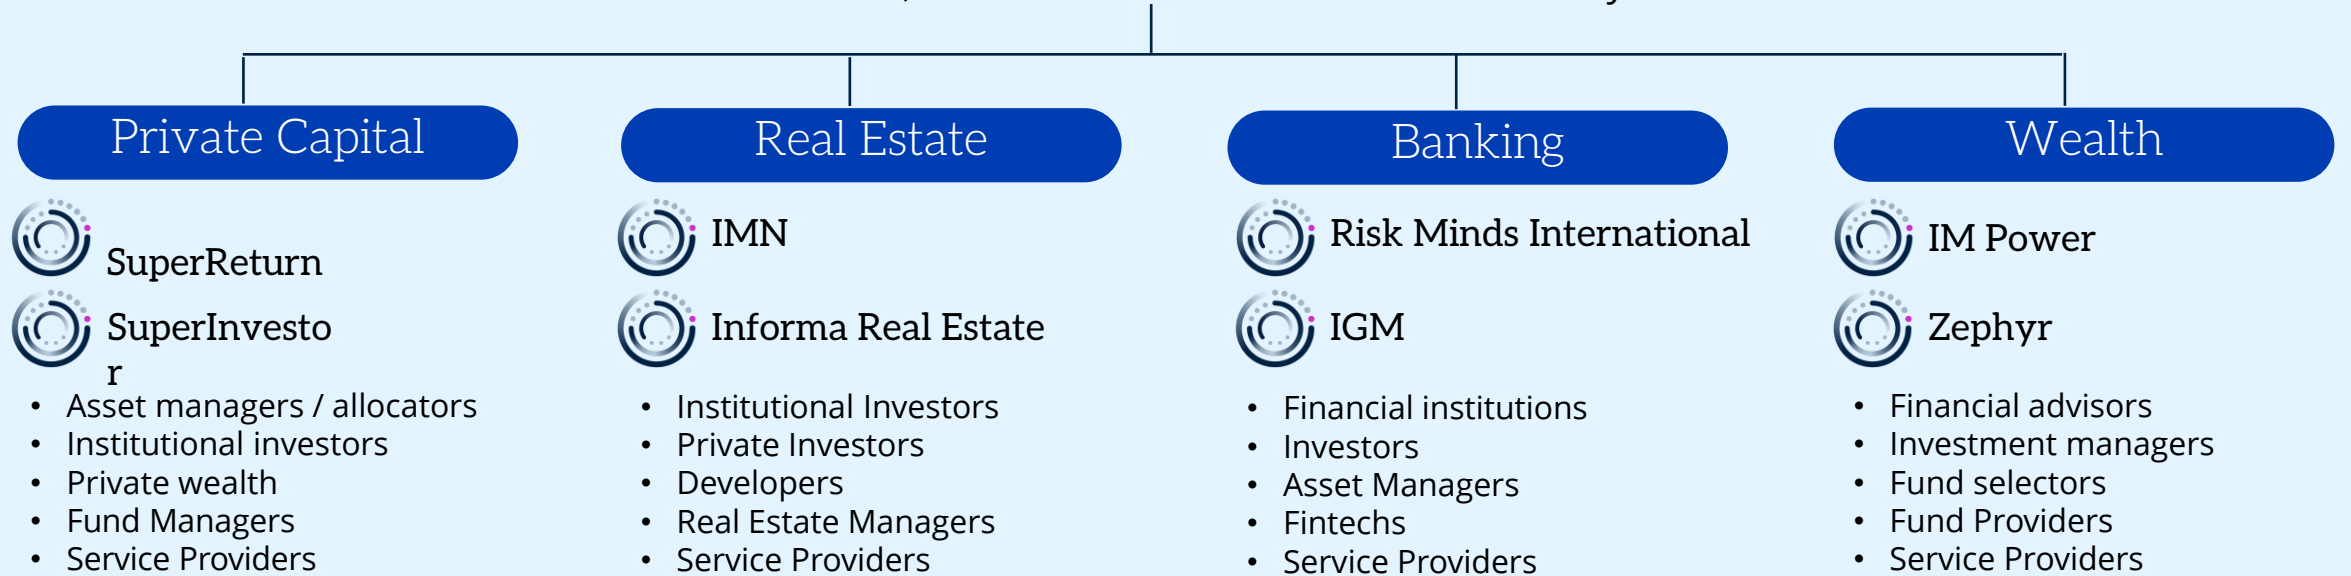 Private Capital
SuperReturn
SuperInvesto
r
• Asset managers / allocators
• Institutional investors
• Private wealth
• Fund Managers
• Service Providers
Real Estate
IMN
Informa Real Estate
• Institutional Investors
• Private Investors
• Developers
• Real Estate Managers
• Service Providers
Banking
Risk Minds International
IGM
• Financial institutions
• Investors
• Asset Managers
• Fintechs
• Service Providers
Wealth
IM Power
Zephyr
• Financial advisors
• Investment managers
• Fund selectors
• Fund Providers
• Service Providers